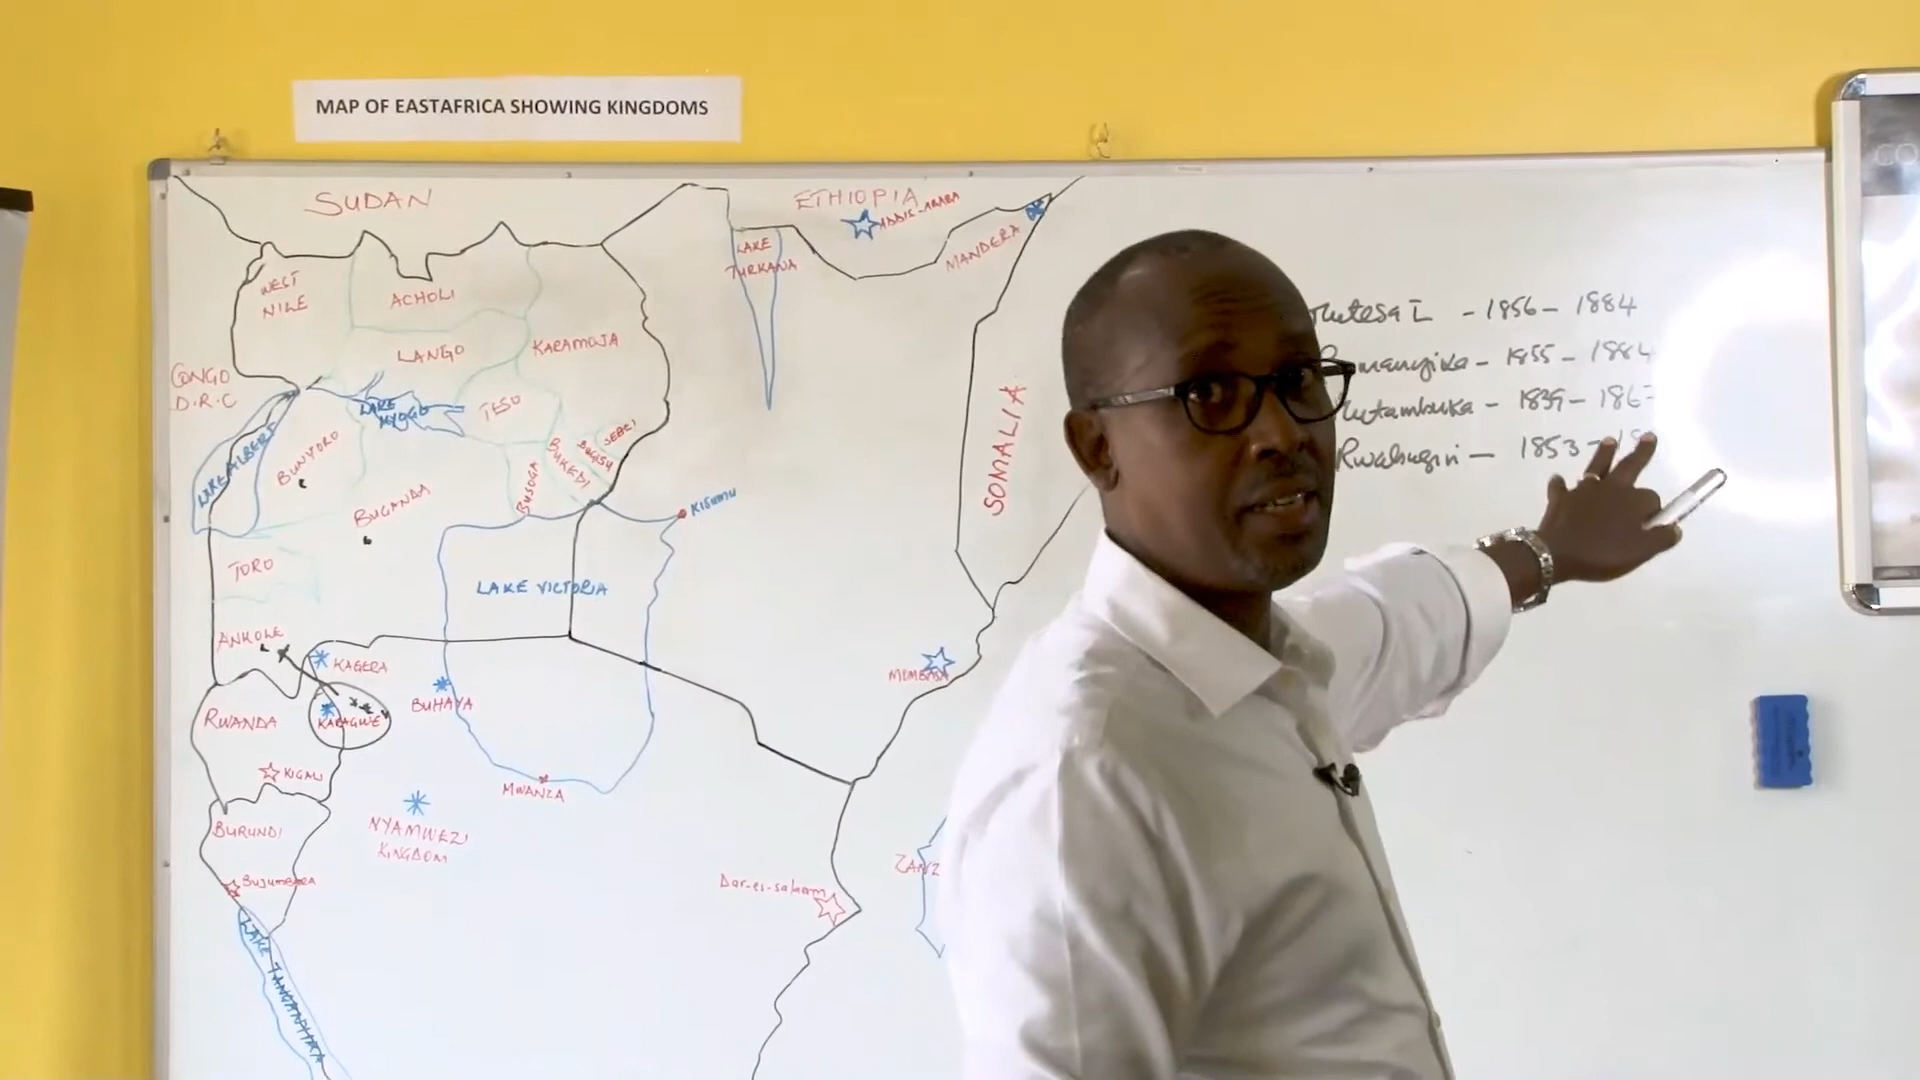 MAP OF EASTAFRICA SHOWING KINGDOMS
SUDAN
ETHIOPIA
ADDIS-ABABA
LAKE
TURKANA
MANDERA
WEST
NILE
ACHOLI
LANGO
KARAMOJA
CONGO
D.R.C
LAKE ALBERT
LAKE
KYOGO
TESO
SEBEI
BUGISU
BUKEDI
BUSOGA
BUNYORO
BUGANDA
KISUMU
SOMALIA
TORO
LAKE VICTORIA
ANKOLE
KAGERA
RWANDA
KARAGWE
BUHAYA
MOMBASA
KIGALI
MWANZA
BURUNDI
NYAMWEZI
KINGDOM
BUJUMBURA
Dar-es-salaam
ZANZ
LAKE TANGANYIKA
mutesa I - 1856 - 1884
- 1855 - 1884
- 1839 - 186
Rwabugiri - 1853 - 18
CO